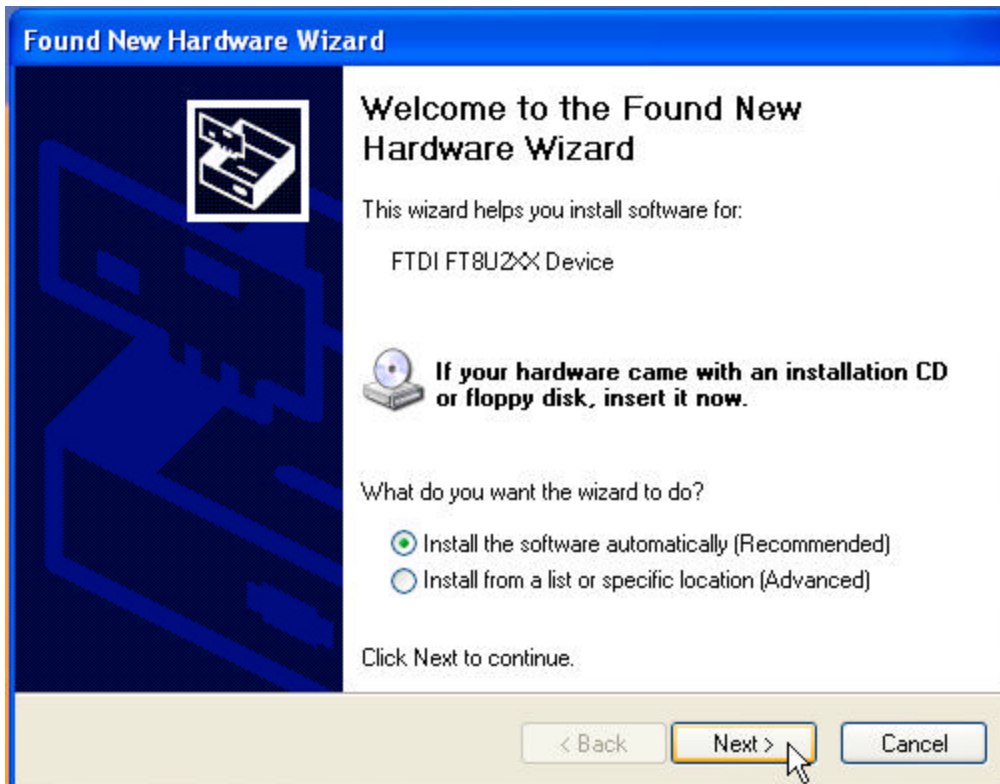 Found New Hardware Wizard
Welcome to the Found New
Hardware Wizard
This wizard helps you install software for:
FTDI FT8U2XX Device
If your hardware came with an installation CD
or floppy disk, insert it now.
What do you want the wizard to do?
Install the software automatically (Recommended)
Install from a list or specific location (Advanced)
Click Next to continue.
< Back Next > Cancel